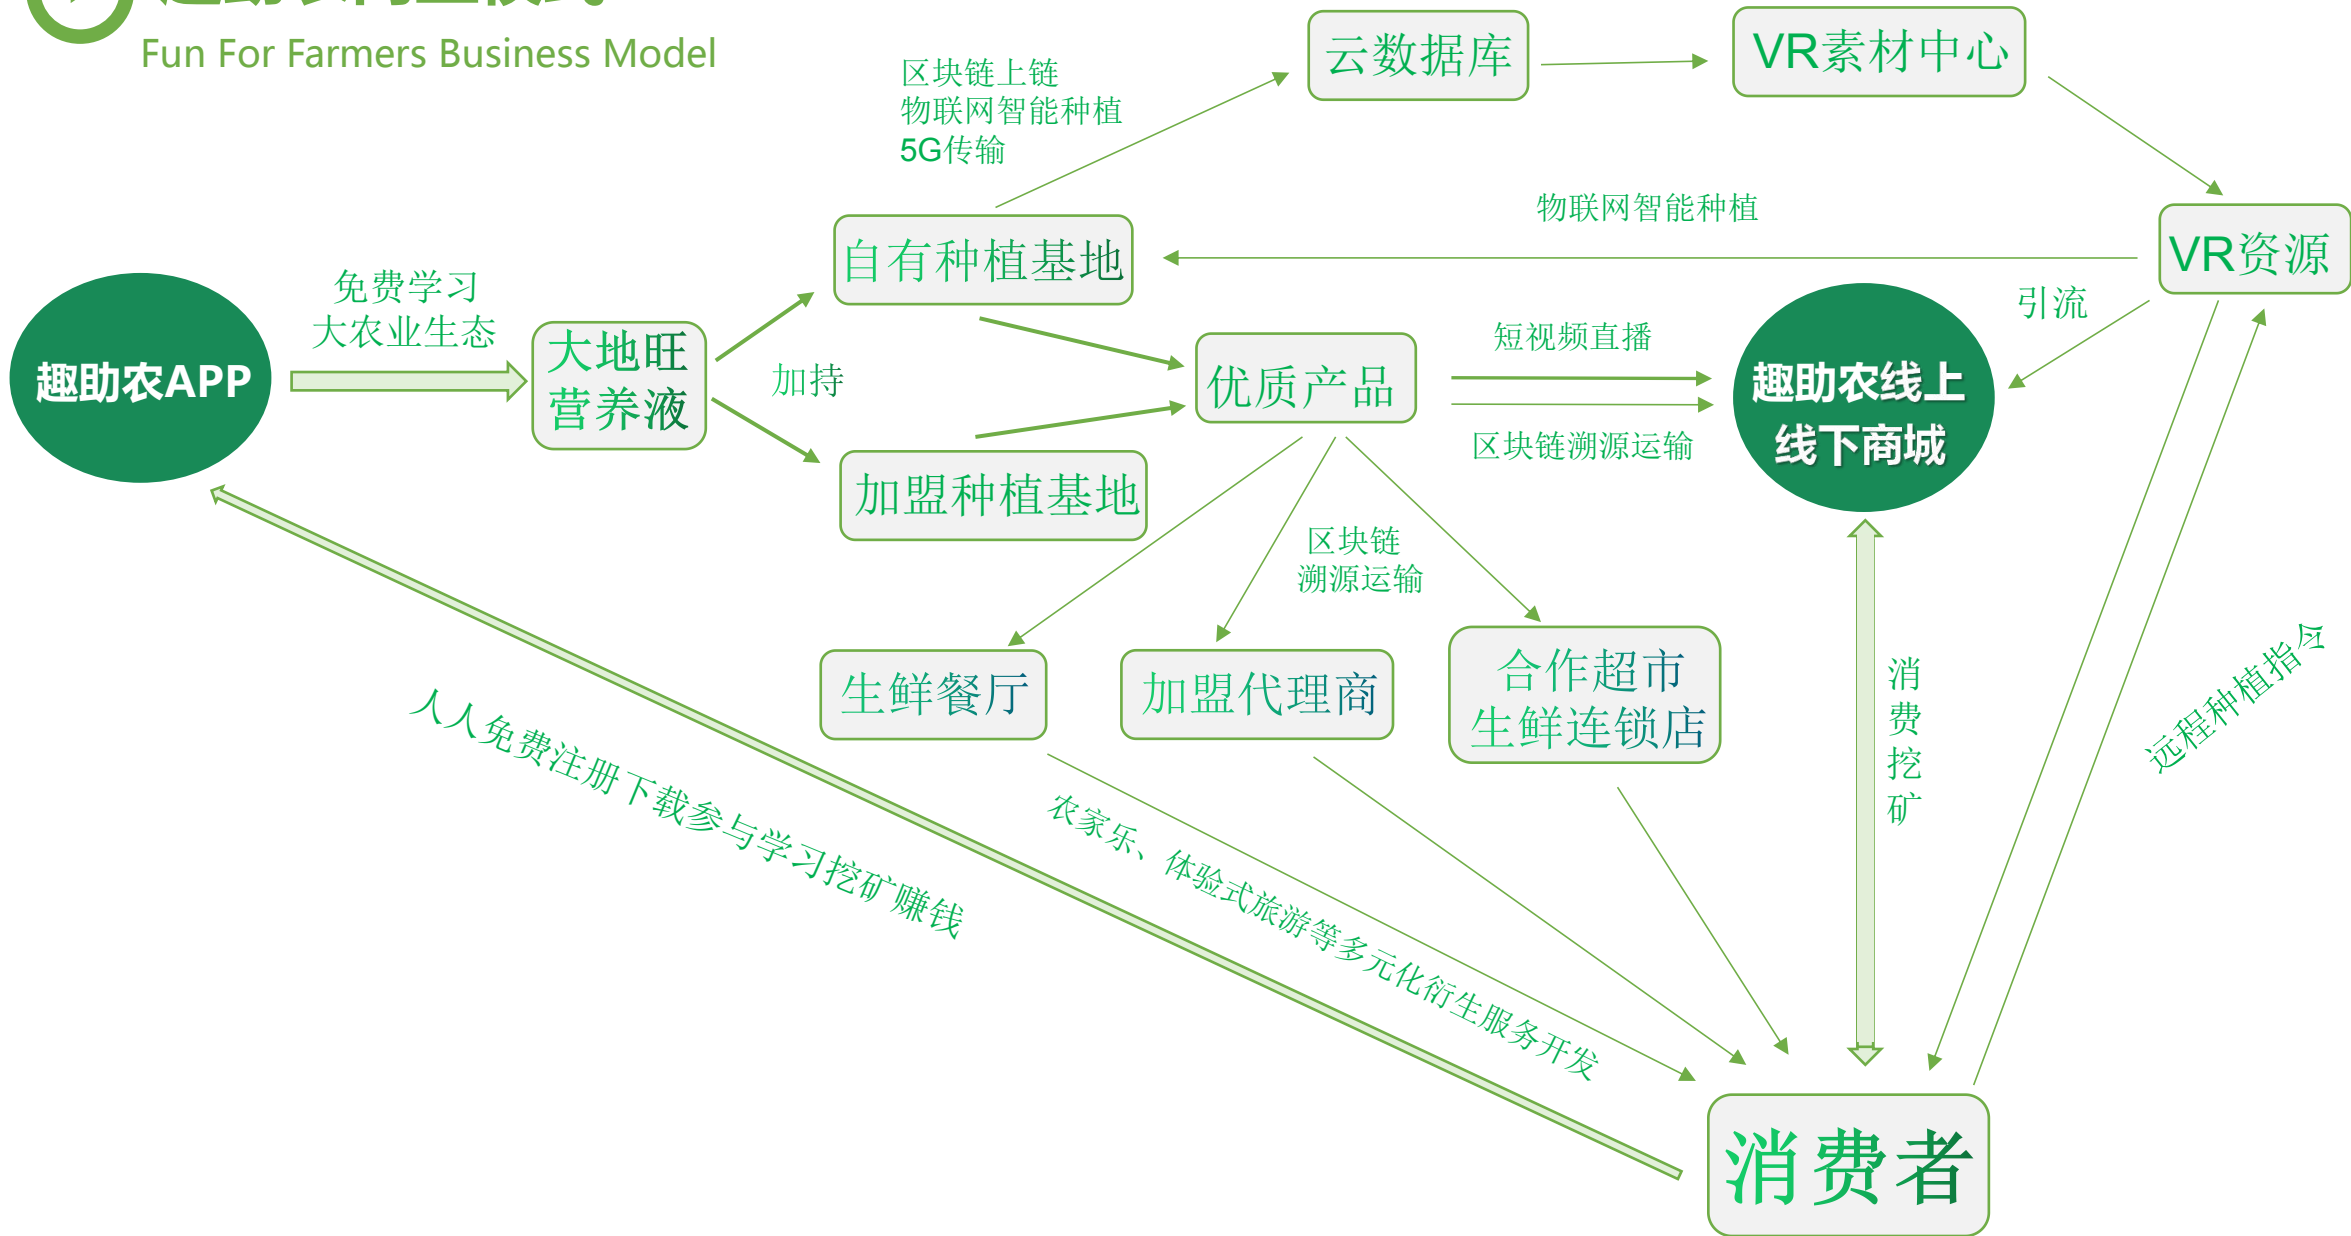 Fun For Farmers Business Model
云数据库
VR素材中心
区块链上链
物联网智能种植
5G传输
物联网智能种植
自有种植基地
VR资源
免费学习
大农业生态
引流
趣助农APP
大地旺
营养液
加持
优质产品
短视频直播
趣助农线上
线下商城
区块链溯源运输
加盟种植基地
区块链
溯源运输
生鲜餐厅
加盟代理商
合作超市
生鲜连锁店
消费挖矿
远程种植指令
人人免费注册下载参与学习挖矿赚钱
农家乐、体验式旅游等多元化衍生服务开发
消费者